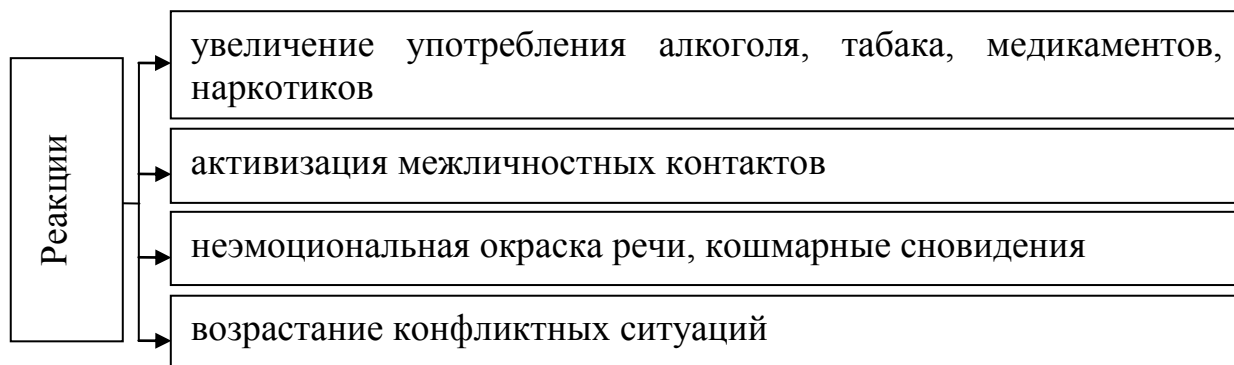 Реакции
увеличение употребления алкоголя, табака, медикаментов,
наркотиков
активизация межличностных контактов
неэмоциональная окраска речи, кошмарные сновидения
возрастание конфликтных ситуаций